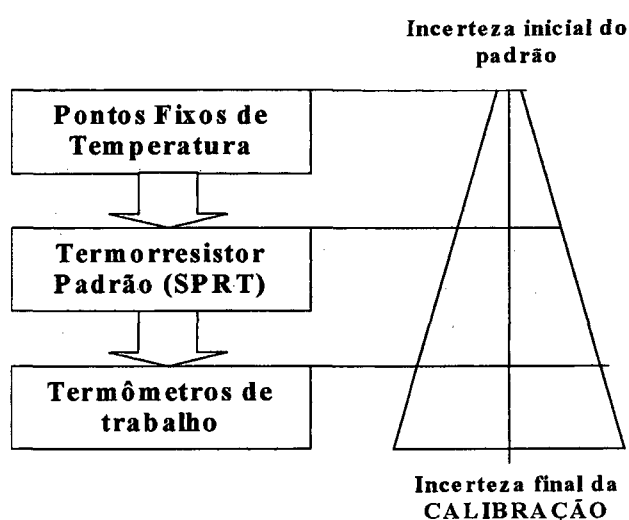 Incerteza inicial do
padrão
Pontos Fixos de
Temperatura
Termorresistor
Padrão (SPRT)
Termômetros de
trabalho
Incerteza final da
CALIBRAÇÃO